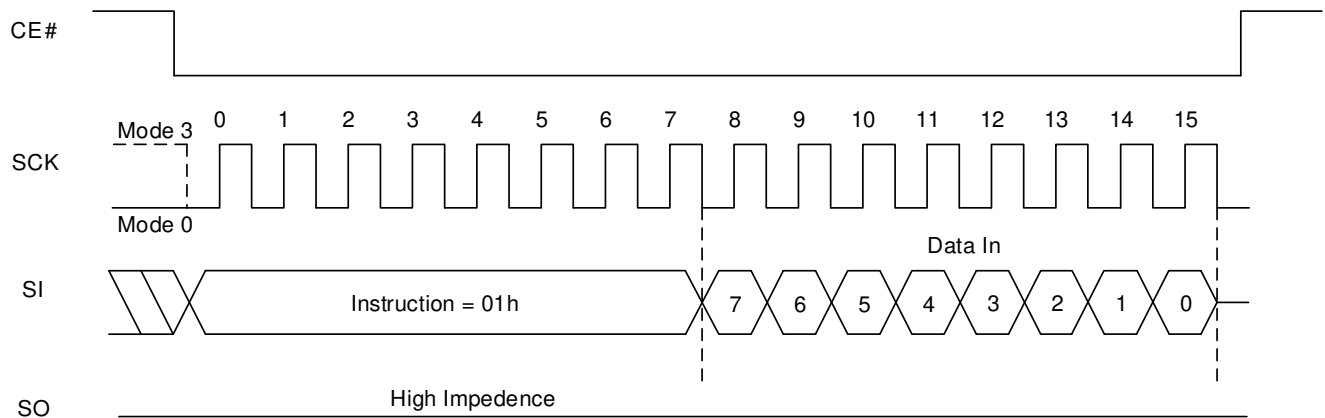 CE#
Mode 3
0 1 2 3 4 5 6 7 8 9 10 11 12 13 14 15
SCK
Mode 0
Data In
SI
Instruction = 01h
7 6 5 4 3 2 1 0
High Impedence
SO